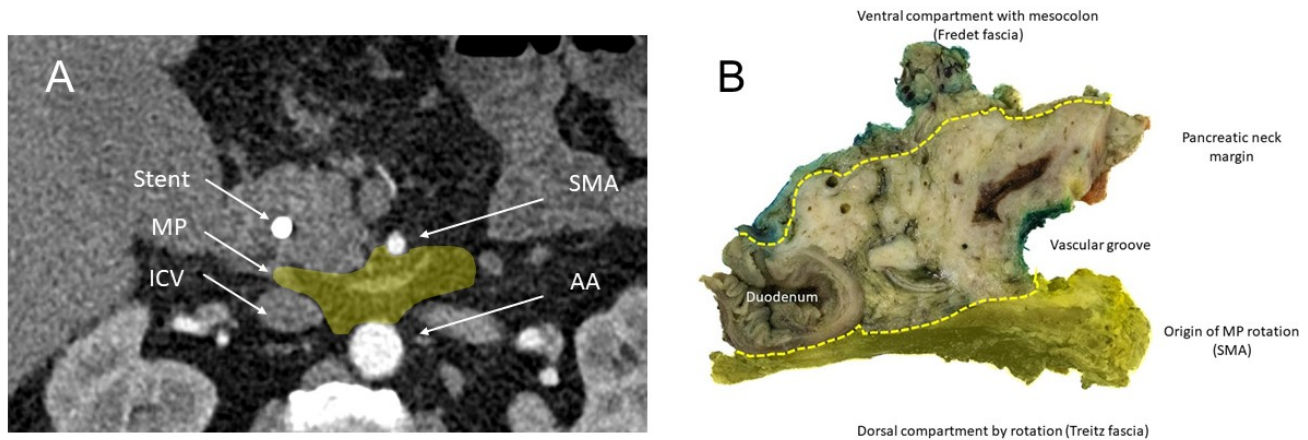 A
Stent
MP
ICV
SMA
AA
B
Ventral compartment with mesocolon
(Fredet fascia)
Pancreatic neck
margin
Vascular groove
Duodenum
Origin of MP rotation
(SMA)
Dorsal compartment by rotation (Treitz fascia)